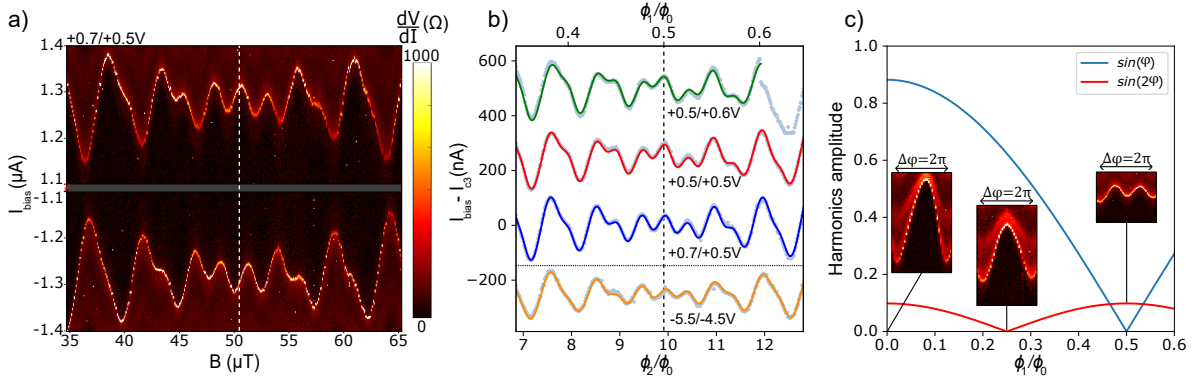 a)
+0.7/+0.5V
dV/dI (Ω)
1000
0
I_bias (μA)
1.4
1.3
1.2
1.1
-1.1
-1.2
-1.3
-1.4
35
40
45
50
55
60
65
B (μT)
b)
ϕ₁/ϕ₀
0.4
0.5
0.6
I_bias - I_c3 (nA)
600
400
200
0
−200
+0.5/+0.6V
+0.5/+0.5V
+0.7/+0.5V
-5.5/-4.5V
7
8
9
10
11
12
ϕ₂/ϕ₀
c)
Harmonics amplitude
1.0
0.8
0.6
0.4
0.2
0.0
sin(φ)
sin(2φ)
Δφ=2π
Δφ=2π
Δφ=2π
0.0
0.1
0.2
0.3
0.4
0.5
0.6
ϕ₁/ϕ₀